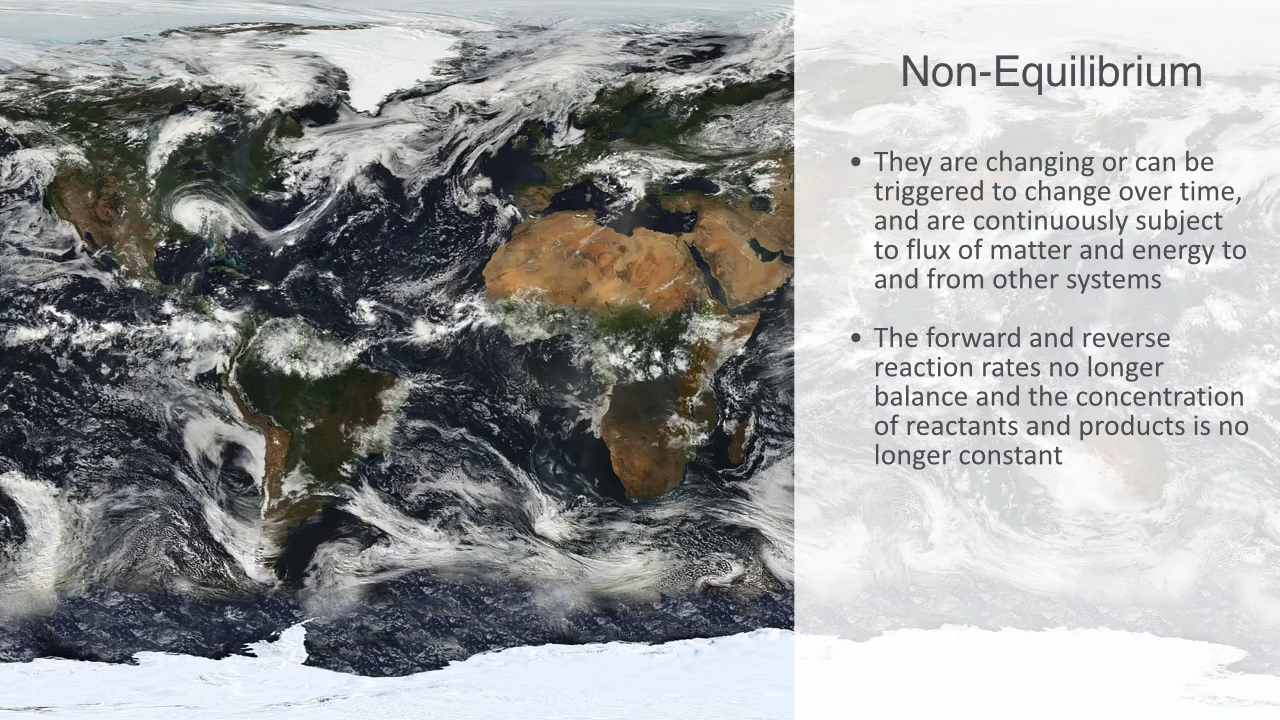 Non-Equilibrium
• They are changing or can be
triggered to change over time,
and are continuously subject
to flux of matter and energy to
and from other systems
• The forward and reverse
reaction rates no longer
balance and the concentration
of reactants and products is no
longer constant